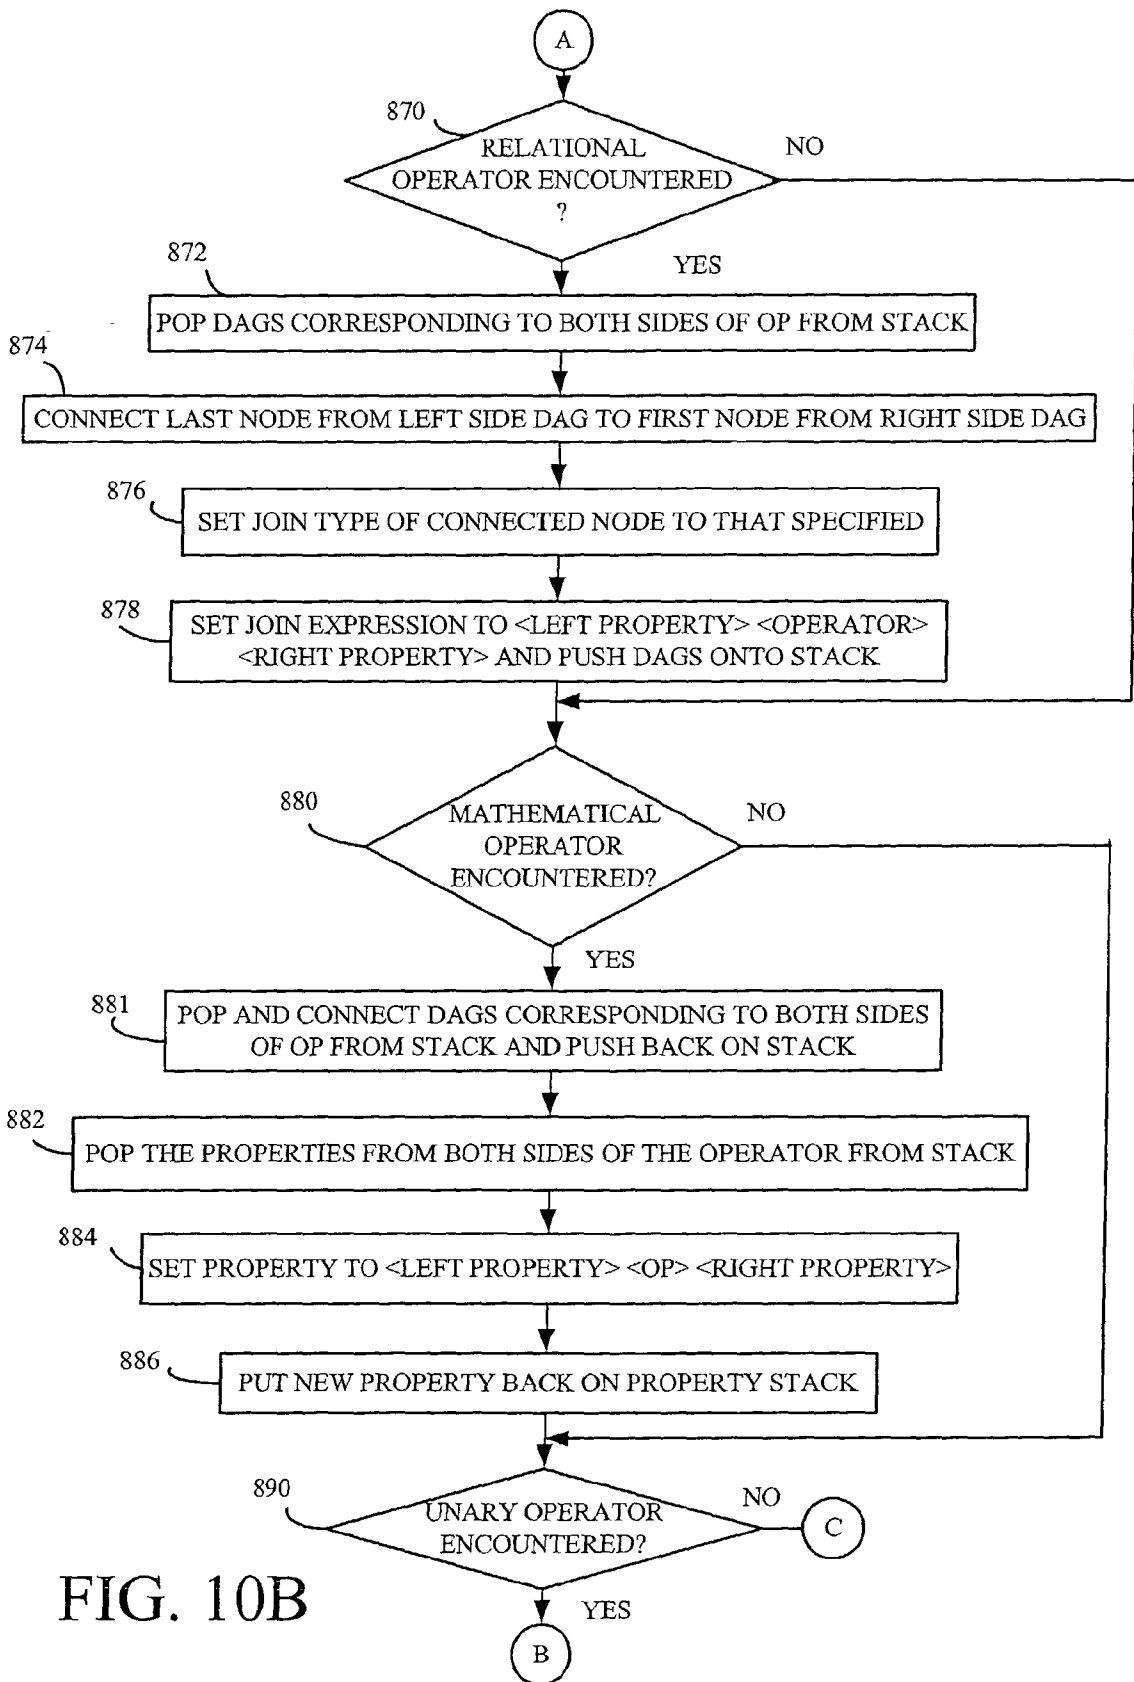 A
870
RELATIONAL
NO
OPERATOR ENCOUNTERED
?
872
YES
POP DAGS CORRESPONDING TO BOTH SIDES OF OP FROM STACK
874
CONNECT LAST NODE FROM LEFT SIDE DAG TO FIRST NODE FROM RIGHT SIDE DAG
876
SET JOIN TYPE OF CONNECTED NODE TO THAT SPECIFIED
878
SET JOIN EXPRESSION TO <LEFT PROPERTY> <OPERATOR>
<RIGHT PROPERTY> AND PUSH DAGS ONTO STACK
880
MATHEMATICAL
NO
OPERATOR
ENCOUNTERED?
YES
881
POP AND CONNECT DAGS CORRESPONDING TO BOTH SIDES
OF OP FROM STACK AND PUSH BACK ON STACK
882
POP THE PROPERTIES FROM BOTH SIDES OF THE OPERATOR FROM STACK
884
SET PROPERTY TO <LEFT PROPERTY> <OP> <RIGHT PROPERTY>
886
PUT NEW PROPERTY BACK ON PROPERTY STACK
890
UNARY OPERATOR
NO
ENCOUNTERED?
C
FIG. 10B
YES
B